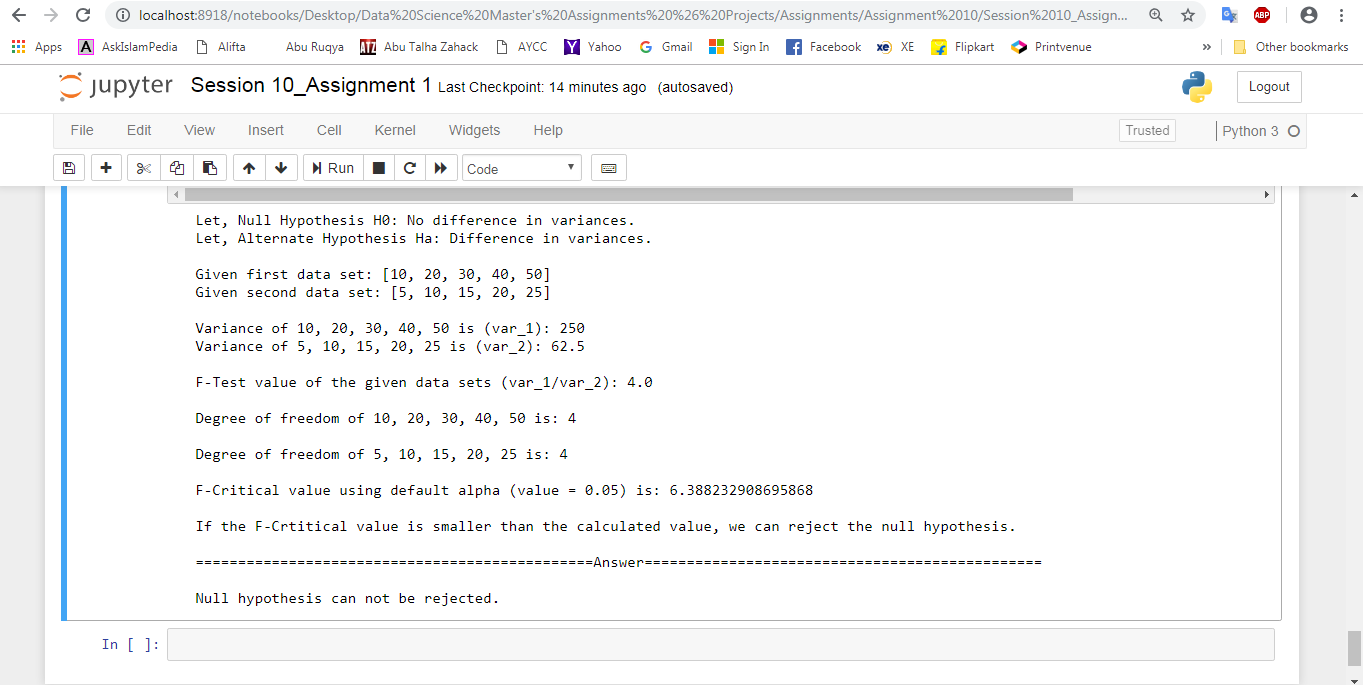 localhost:8918/notebooks/Desktop/Data%20Science%20Master's%20Assignments%20%26%20Projects/Assignments/Assignment%2010/Session%2010_Assign...
Apps AskIslamPedia Alifta Abu Ruqya Abu Talha Zahack AYCC Yahoo Gmail Sign In Facebook XE Flipkart Printvenue » Other bookmarks
jupyter Session 10_Assignment 1 Last Checkpoint: 14 minutes ago (autosaved) Logout
File Edit View Insert Cell Kernel Widgets Help Trusted Python 3
Run Code
Let, Null Hypothesis H0: No difference in variances.
Let, Alternate Hypothesis Ha: Difference in variances.
Given first data set: [10, 20, 30, 40, 50]
Given second data set: [5, 10, 15, 20, 25]
Variance of 10, 20, 30, 40, 50 is (var_1): 250
Variance of 5, 10, 15, 20, 25 is (var_2): 62.5
F-Test value of the given data sets (var_1/var_2): 4.0
Degree of freedom of 10, 20, 30, 40, 50 is: 4
Degree of freedom of 5, 10, 15, 20, 25 is: 4
F-Critical value using default alpha (value = 0.05) is: 6.388232908695868
If the F-Crtitical value is smaller than the calculated value, we can reject the null hypothesis.
===============================================Answer===============================================
Null hypothesis can not be rejected.
In [ ]: